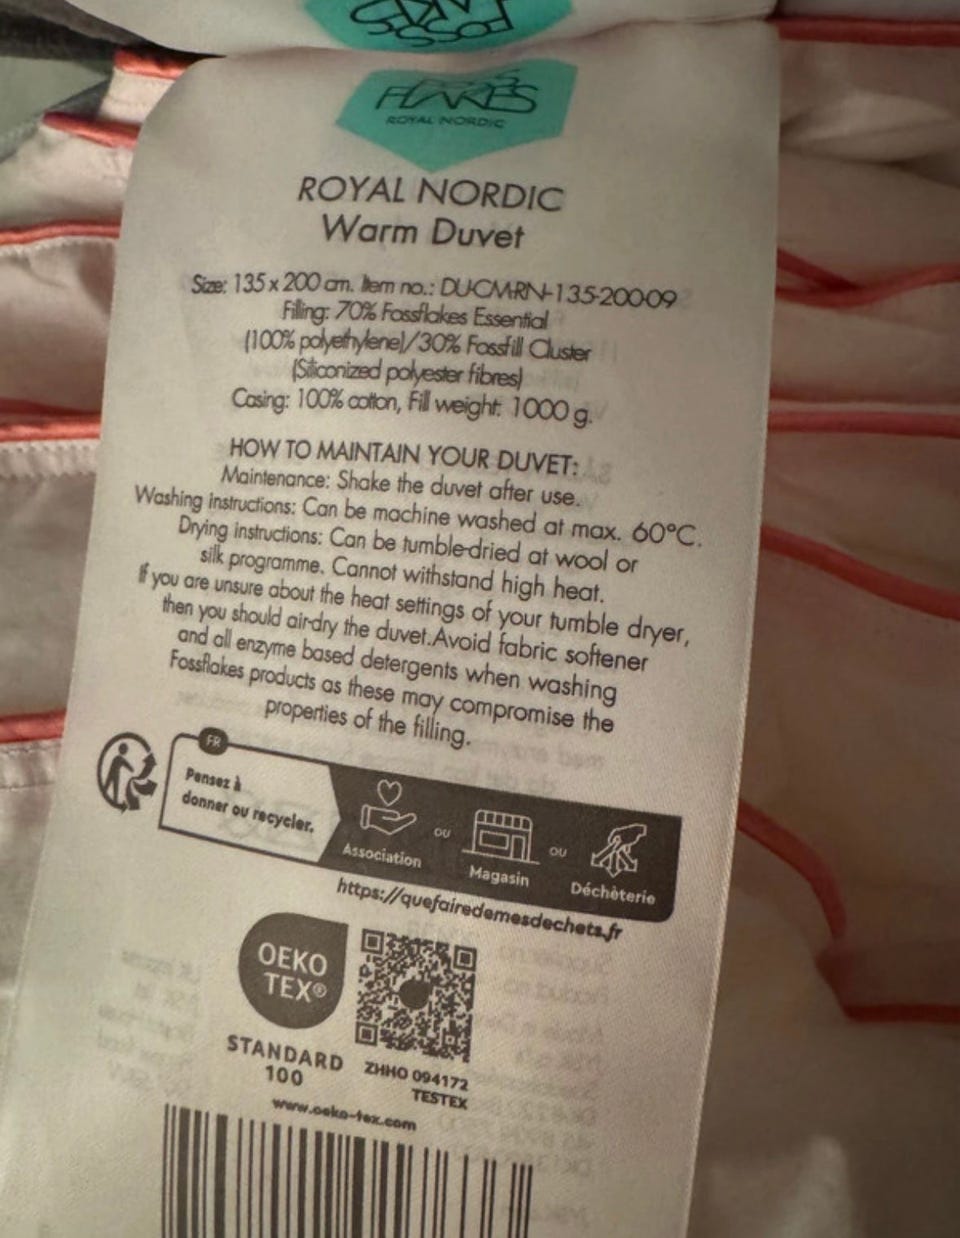 FOSS
FLAKES
ROYAL NORDIC
ROYAL NORDIC
Warm Duvet
Size: 135 x 200 cm. Item no.: DUCM-RN-135-200-09
Filling: 70% Fossflakes Essential
(100% polyethylene)/30% Fossfill Cluster
(Siliconized polyester fibres)
Casing: 100% cotton, Fill weight: 1000 g.
HOW TO MAINTAIN YOUR DUVET:
Maintenance: Shake the duvet after use.
Washing instructions: Can be machine washed at max. 60°C.
Drying instructions: Can be tumble-dried at wool or
silk programme. Cannot withstand high heat.
If you are unsure about the heat settings of your tumble dryer,
then you should air-dry the duvet.Avoid fabric softener
and all enzyme based detergents when washing
Fossflakes products as these may compromise the
properties of the filling.
FR
Pensez à
donner ou recycler.
Association
OU
Magasin
OU
Déchèterie
https://quefairedemesdechets.fr
OEKO
TEX®
STANDARD
100
ZHHO 094172
TESTEX
www.oeko-tex.com